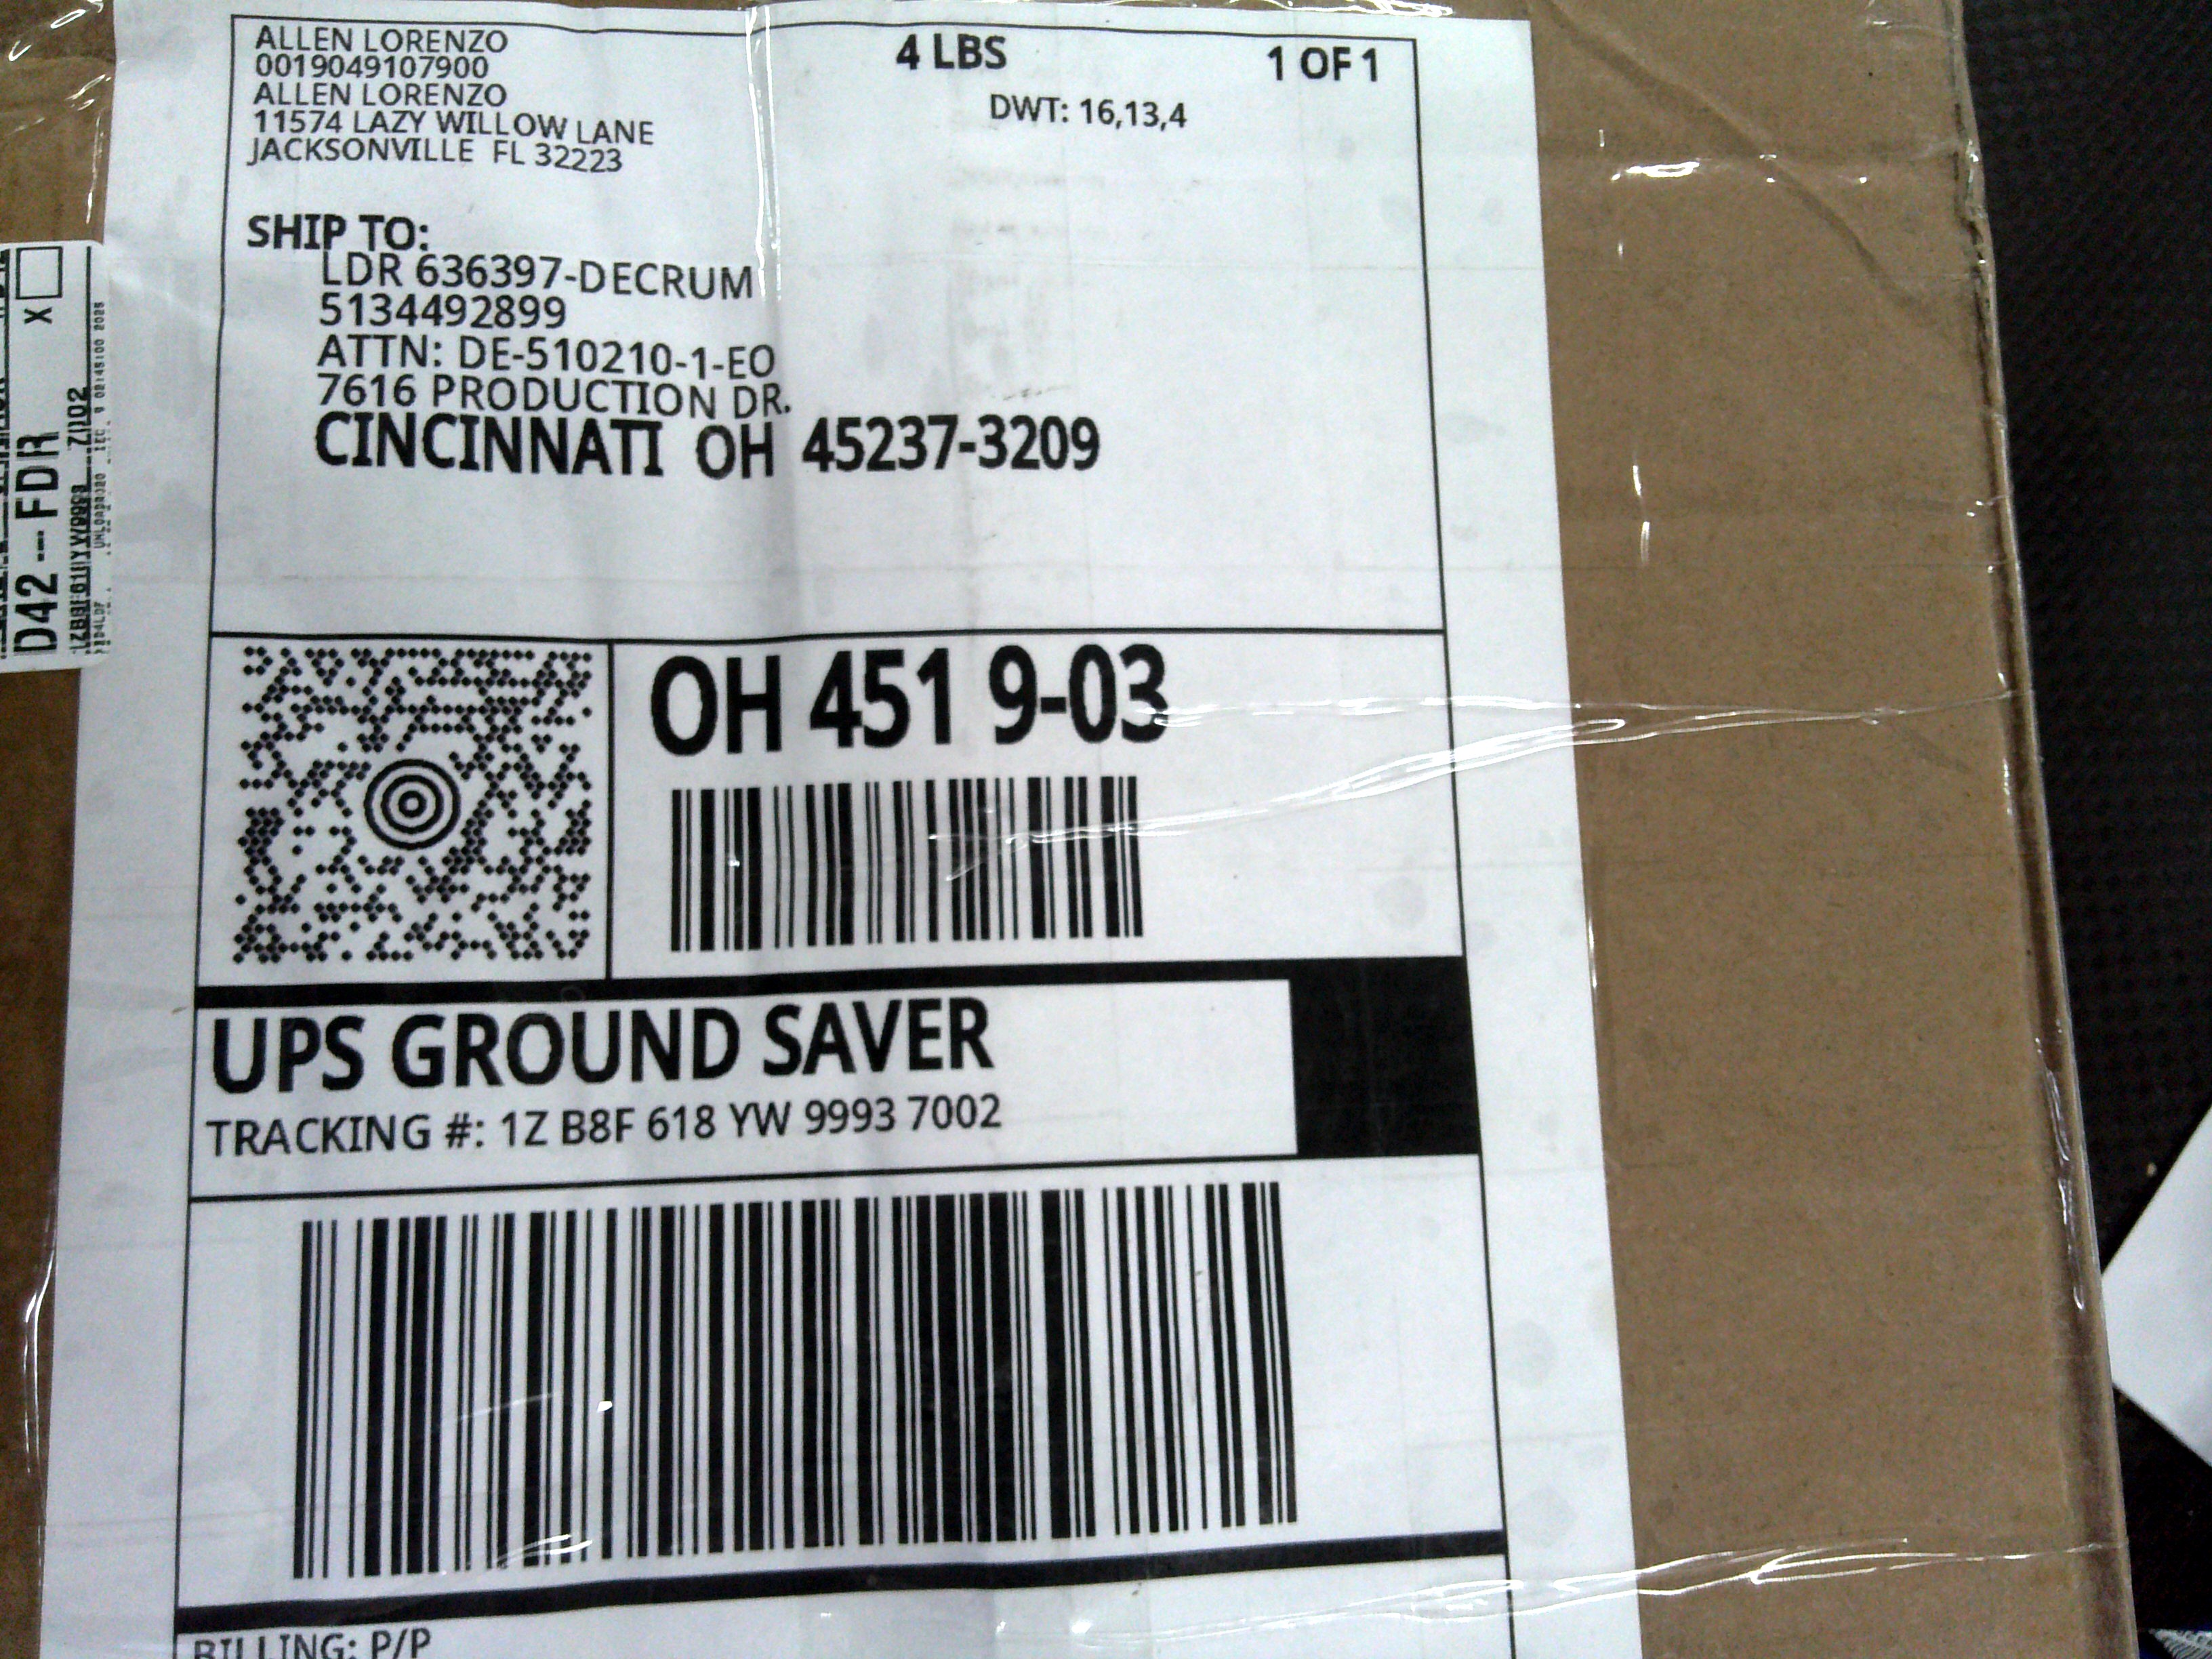 ALLEN LORENZO
0019049107900
ALLEN LORENZO
11574 LAZY WILLOW LANE
JACKSONVILLE FL 32223
4 LBS
1 OF 1
DWT: 16,13,4
SHIP TO:
LDR 636397-DECRUM
5134492899
ATTN: DE-510210-1-EO
7616 PRODUCTION DR.
CINCINNATI OH 45237-3209
OH 451 9-03
UPS GROUND SAVER
TRACKING #: 1Z B8F 618 YW 9993 7002
BILLING: P/P
X
D42 --- FDR